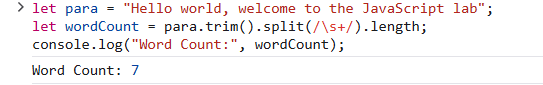 > let para = "Hello world, welcome to the JavaScript lab";
let wordCount = para.trim().split(/\s+/).length;
console.log("Word Count:", wordCount);
Word Count: 7